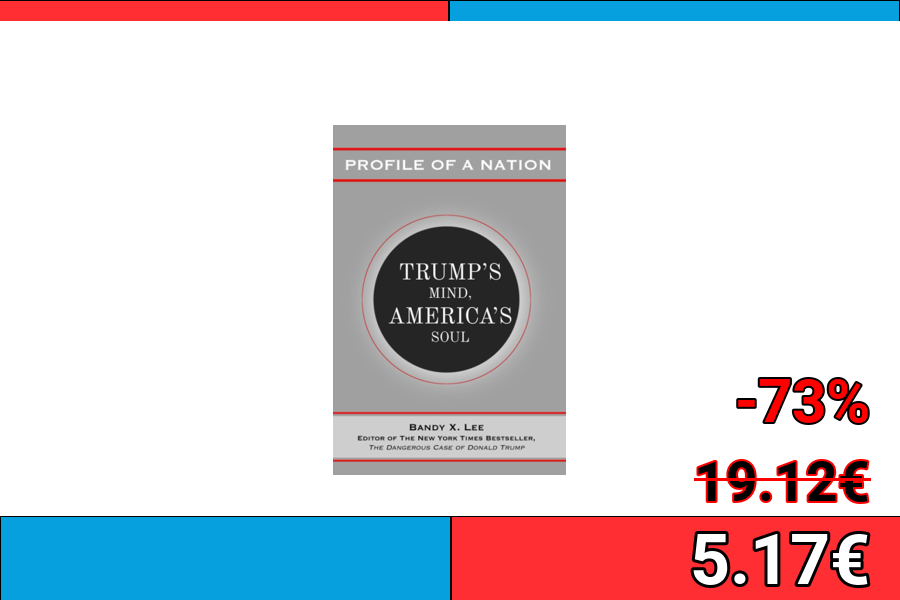 PROFILE OF A NATION
TRUMP'S
MIND,
AMERICA'S
SOUL
BANDY X. LEE
EDITOR OF THE NEW YORK TIMES BESTSELLER,
THE DANGEROUS CASE OF DONALD TRUMP
-73%
19.12€
5.17€